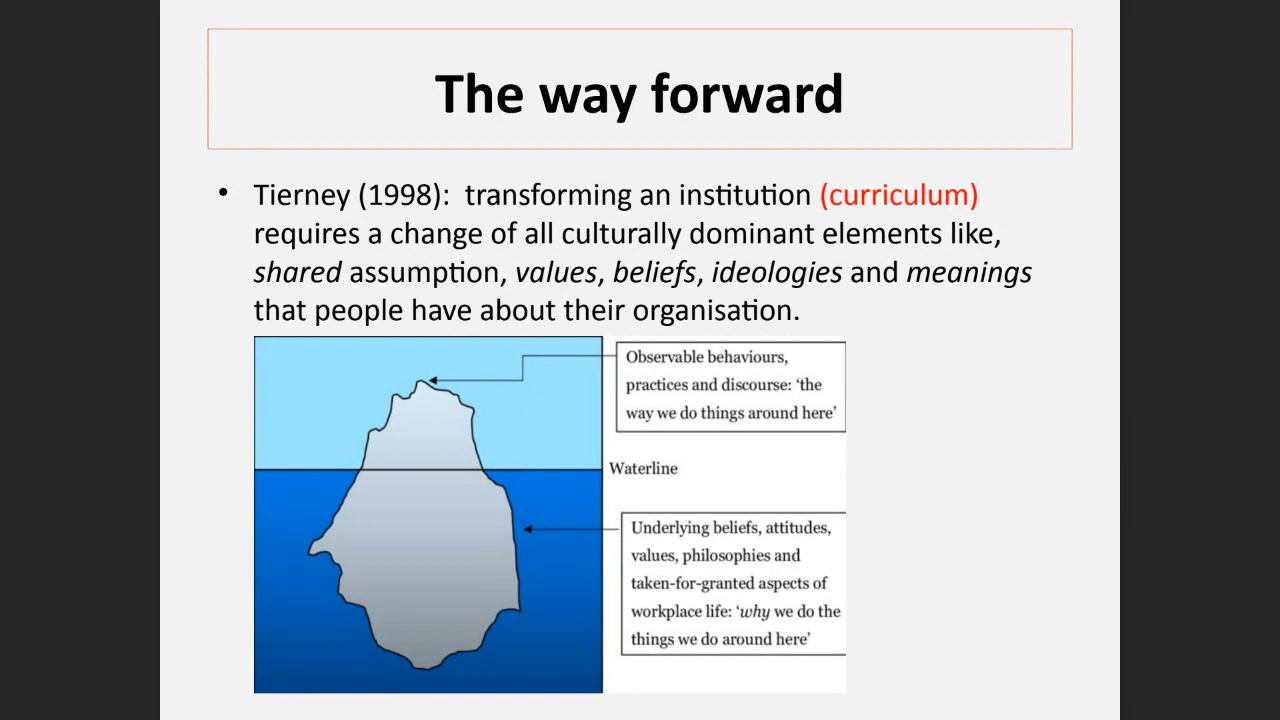 The way forward
• Tierney (1998):  transforming an institution (curriculum)
requires a change of all culturally dominant elements like,
shared assumption, values, beliefs, ideologies and meanings
that people have about their organisation.
Observable behaviours,
practices and discourse: ‘the
way we do things around here’
Waterline
Underlying beliefs, attitudes,
values, philosophies and
taken-for-granted aspects of
workplace life: ‘why we do the
things we do around here’